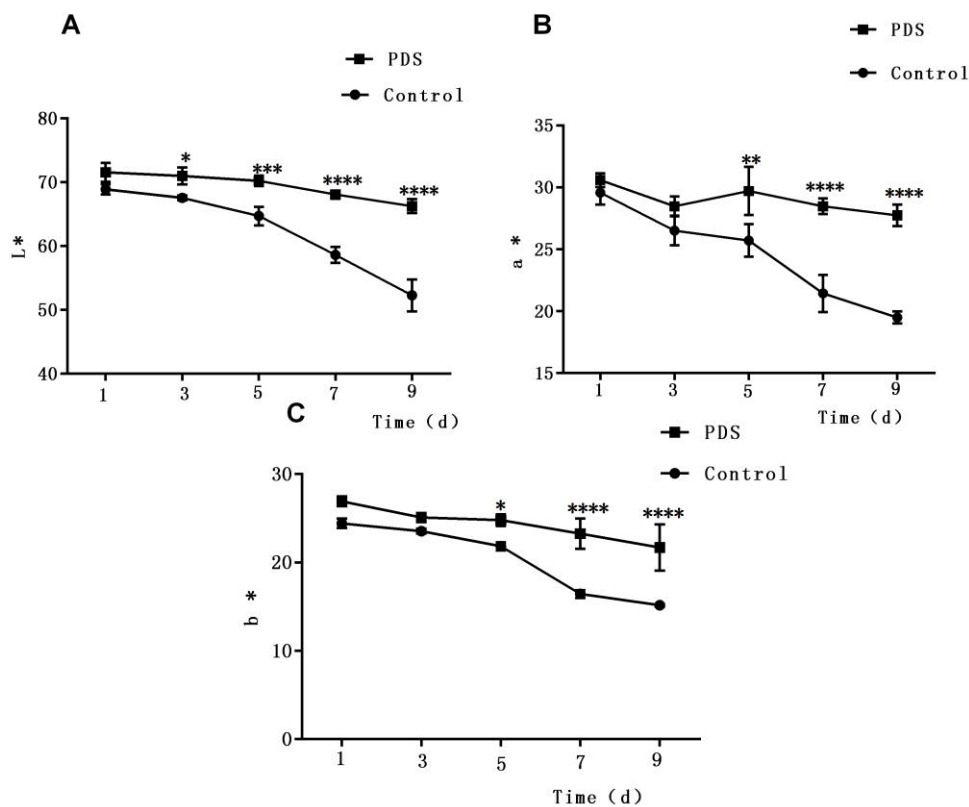 A
PDS
Control
80
70
60
50
40
L*
*
***
****
****
1 3 5 7 9
Time (d)
B
PDS
Control
35
30
25
20
15
a *
**
****
****
1 3 5 7 9
Time (d)
C
PDS
Control
30
20
10
0
b *
*
****
****
1 3 5 7 9
Time (d)